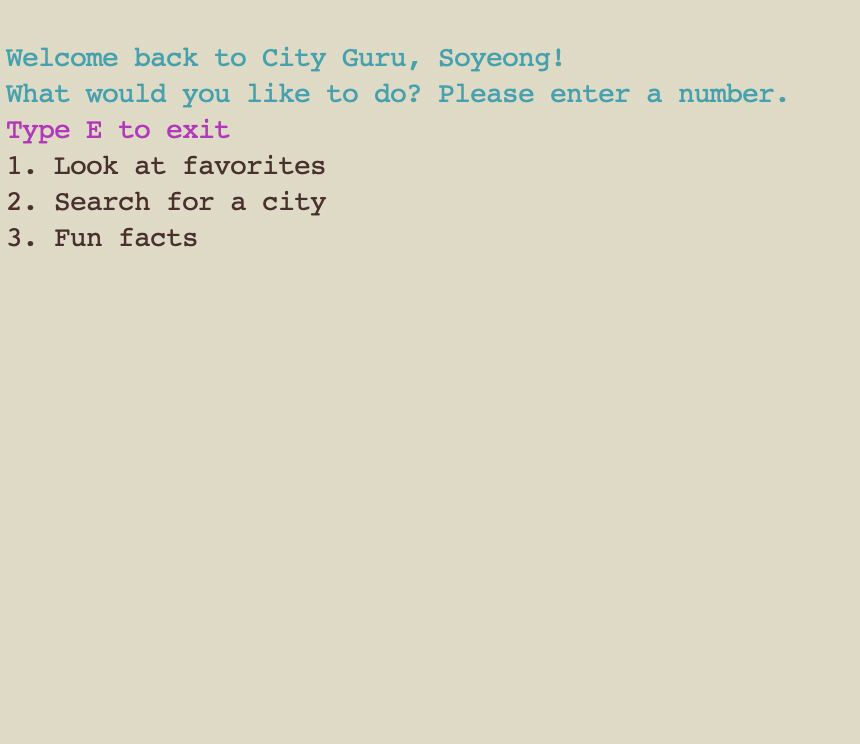 Welcome back to City Guru, Soyeong!
What would you like to do? Please enter a number.
Type E to exit
1. Look at favorites
2. Search for a city
3. Fun facts